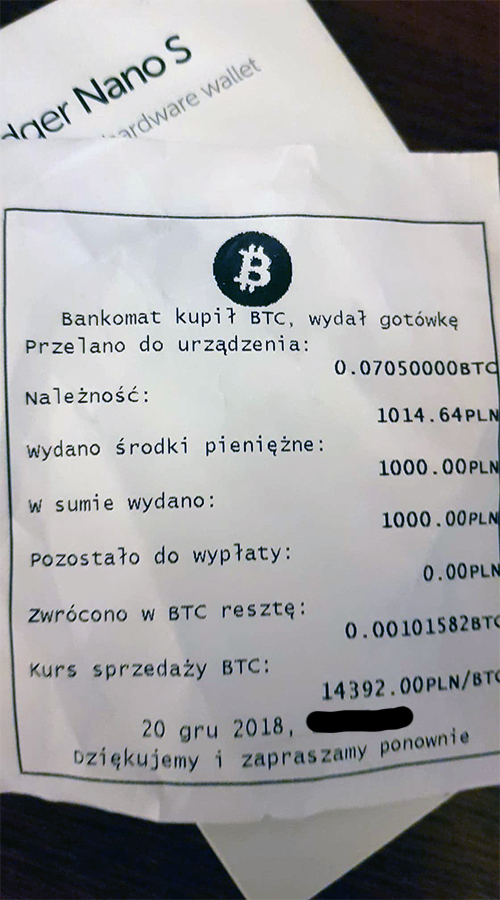 Nano S
hardware wallet
Bankomat kupił BTC, wydał gotówkę
Przelano do urządzenia:
0.07050000BTC
Należność:
1014.64PLN
Wydano środki pieniężne:
1000.00PLN
W sumie wydano:
1000.00PLN
Pozostało do wypłaty:
0.00PLN
Zwrócono w BTC resztę:
0.00101582BTC
Kurs sprzedaży BTC:
14392.00PLN/BTC
20 gru 2018,
Dziękujemy i zapraszamy ponownie